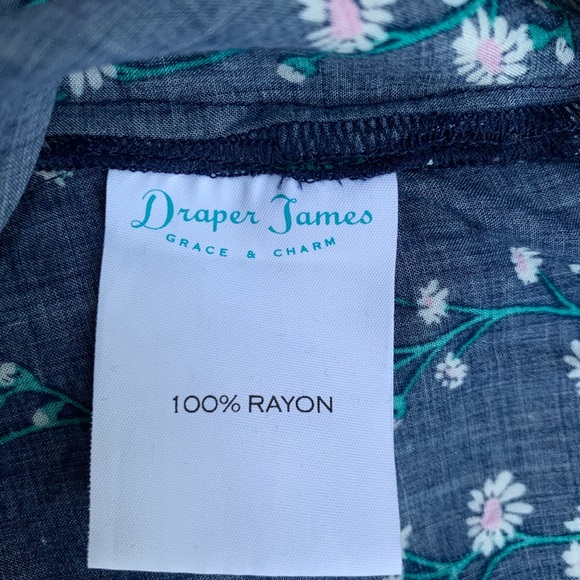 Draper James
GRACE & CHARM
100% RAYON